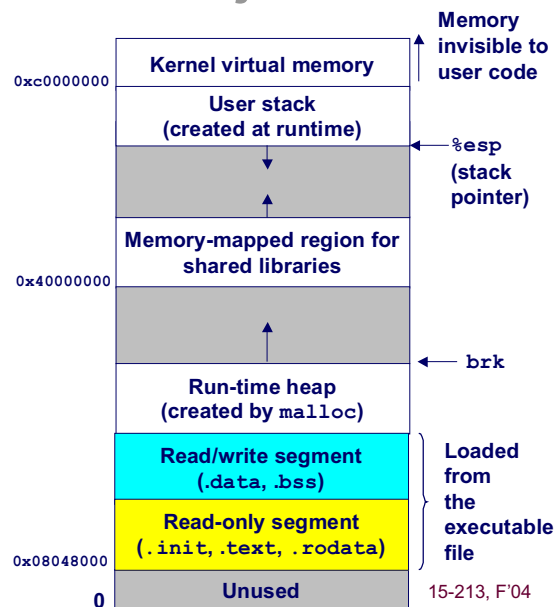 Memory
invisible to
user code
Kernel virtual memory
0xc0000000
User stack
(created at runtime)
%esp
(stack
pointer)
Memory-mapped region for
shared libraries
0x40000000
brk
Run-time heap
(created by malloc)
Read/write segment
(.data, .bss)
Loaded
from
the
executable
file
Read-only segment
(.init, .text, .rodata)
0x08048000
Unused
0
15-213, F'04